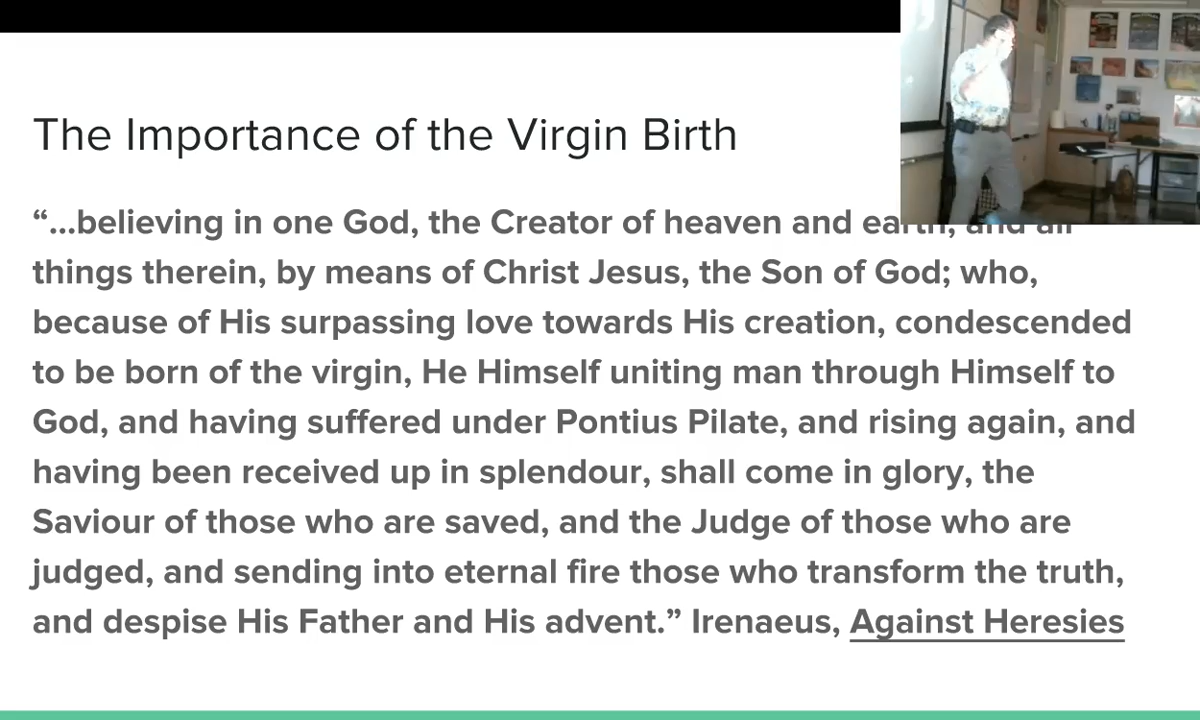 The Importance of the Virgin Birth
“...believing in one God, the Creator of heaven and earth, and all
things therein, by means of Christ Jesus, the Son of God; who,
because of His surpassing love towards His creation, condescended
to be born of the virgin, He Himself uniting man through Himself to
God, and having suffered under Pontius Pilate, and rising again, and
having been received up in splendour, shall come in glory, the
Saviour of those who are saved, and the Judge of those who are
judged, and sending into eternal fire those who transform the truth,
and despise His Father and His advent.” Irenaeus, Against Heresies